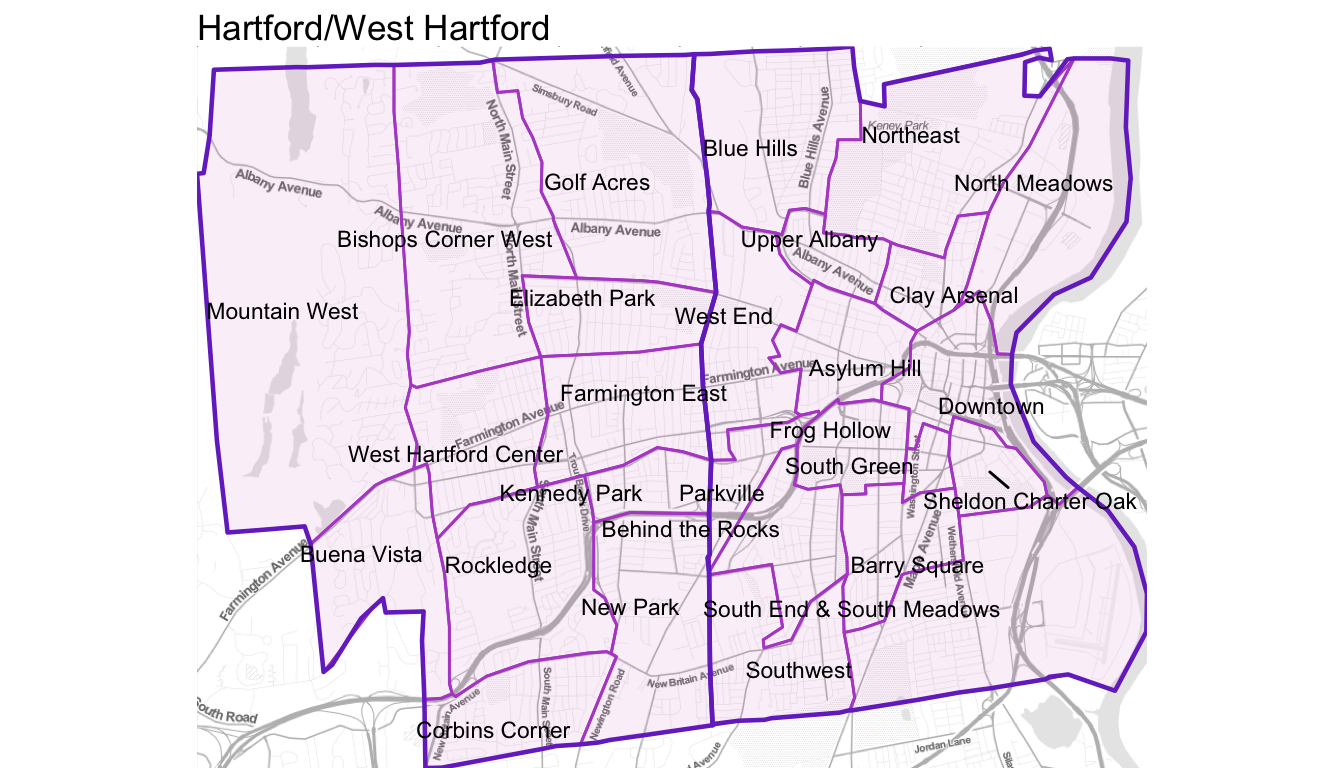 Hartford/West Hartford
Simsbury Road
North Main Street
Blue Hills Avenue
Keney Park
Northeast
Blue Hills
Golf Acres
North Meadows
Albany Avenue
Albany Avenue
Albany Avenue
Bishops Corner West
Upper Albany
Albany Avenue
North Main Street
Elizabeth Park
Clay Arsenal
Mountain West
West End
Farmington Avenue
Asylum Hill
Farmington East
Downtown
Farmington Avenue
Frog Hollow
West Hartford Center
South Green
Washington Street
Kennedy Park
Parkville
Sheldon Charter Oak
Trout Brook Drive
South Main Street
Behind the Rocks
Buena Vista
Rockledge
Barry Square
Main Avenue
Farmington Avenue
New Park
South End & South Meadows
Southwest
New Britain Avenue
South Main Street
Newington Road
South Road
Corbins Corner
New Britain Avenue
Jordan Lane